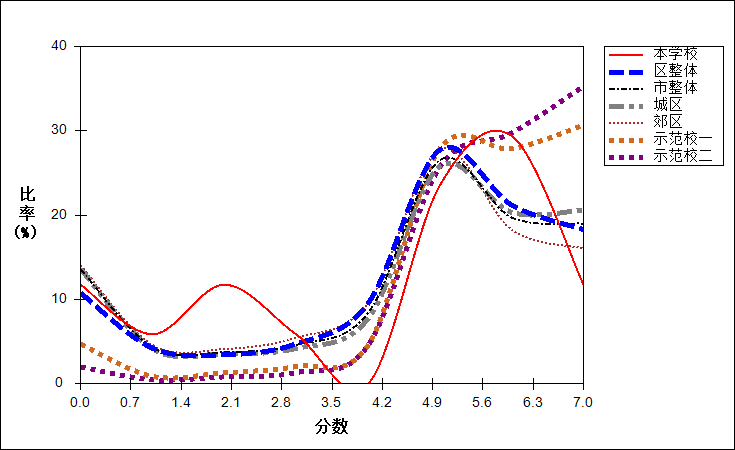 40
30
20
10
0
比
率
(%)
0.0 0.7 1.4 2.1 2.8 3.5 4.2 4.9 5.6 6.3 7.0
分数
本学校
区整体
市整体
城区
郊区
示范校一
示范校二